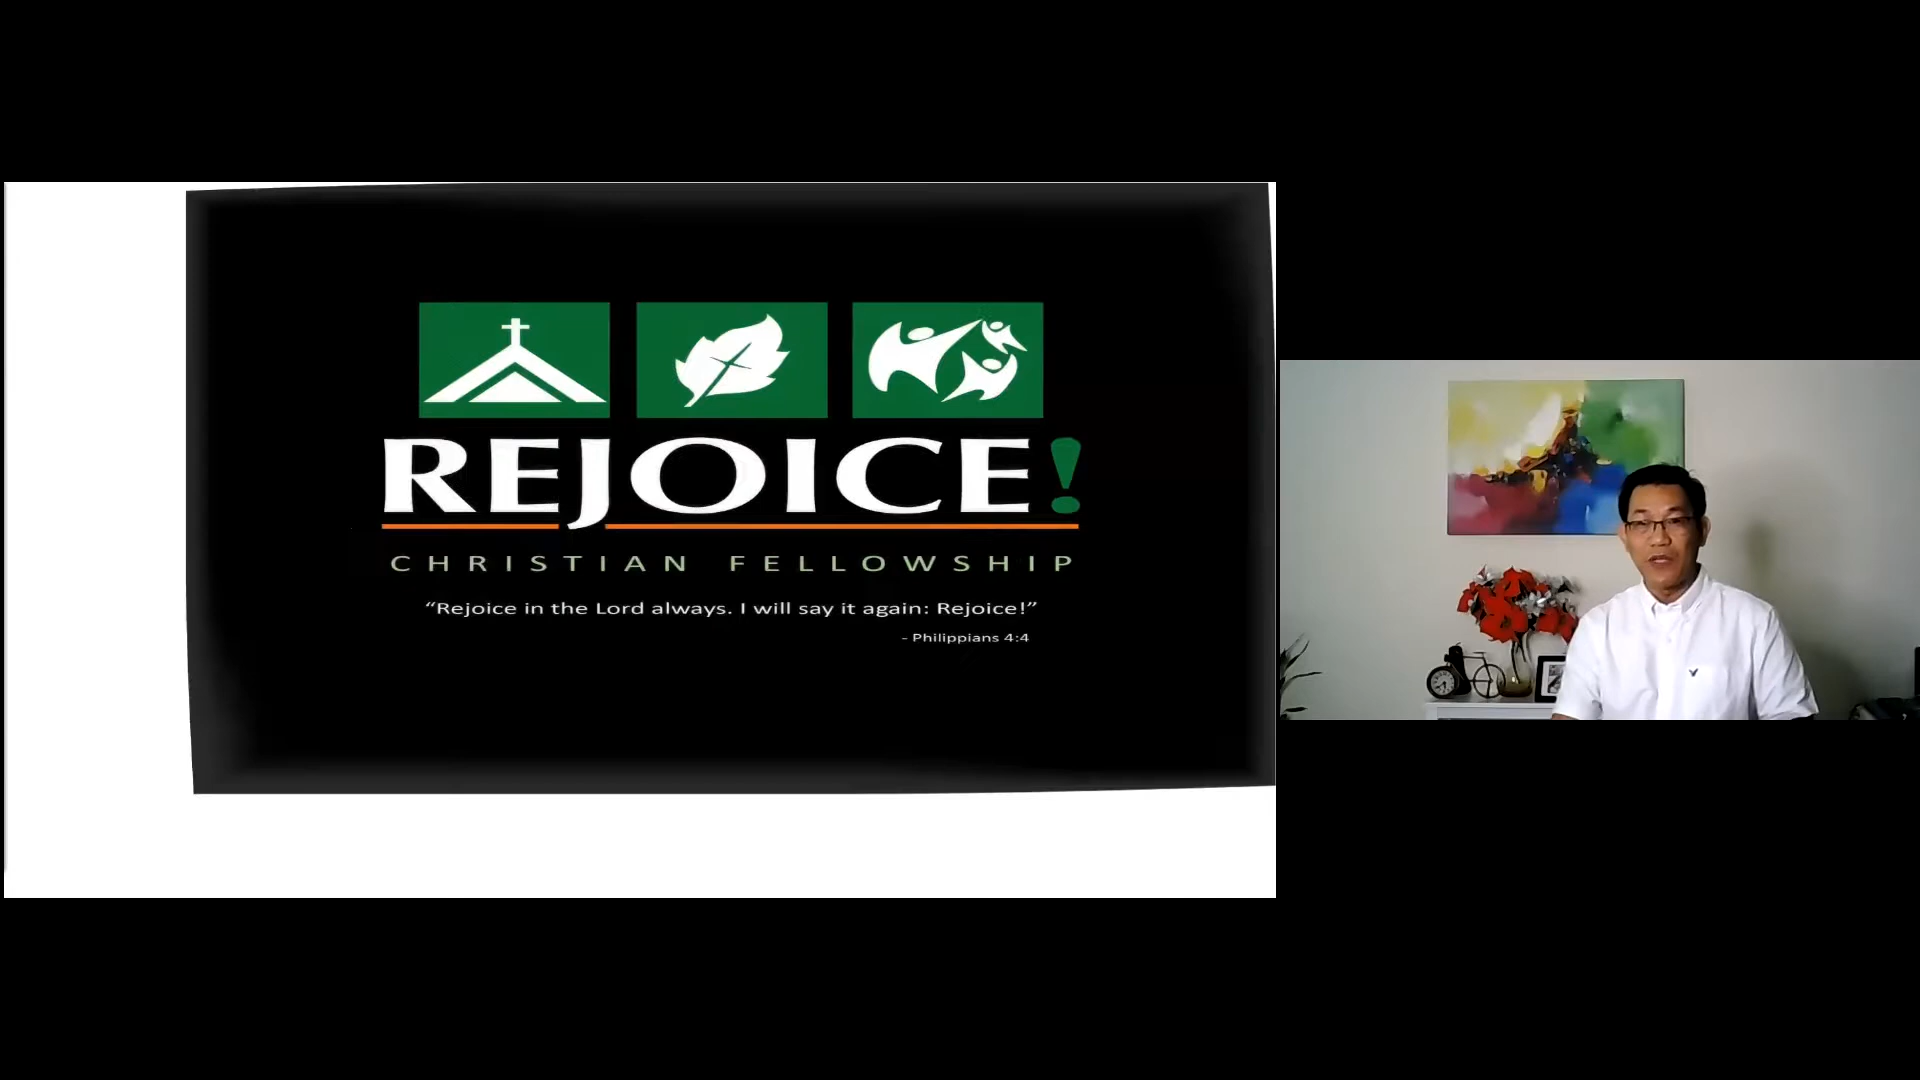 REJOICE!
CHRISTIAN FELLOWSHIP
“Rejoice in the Lord always. I will say it again: Rejoice!”
- Philippians 4:4